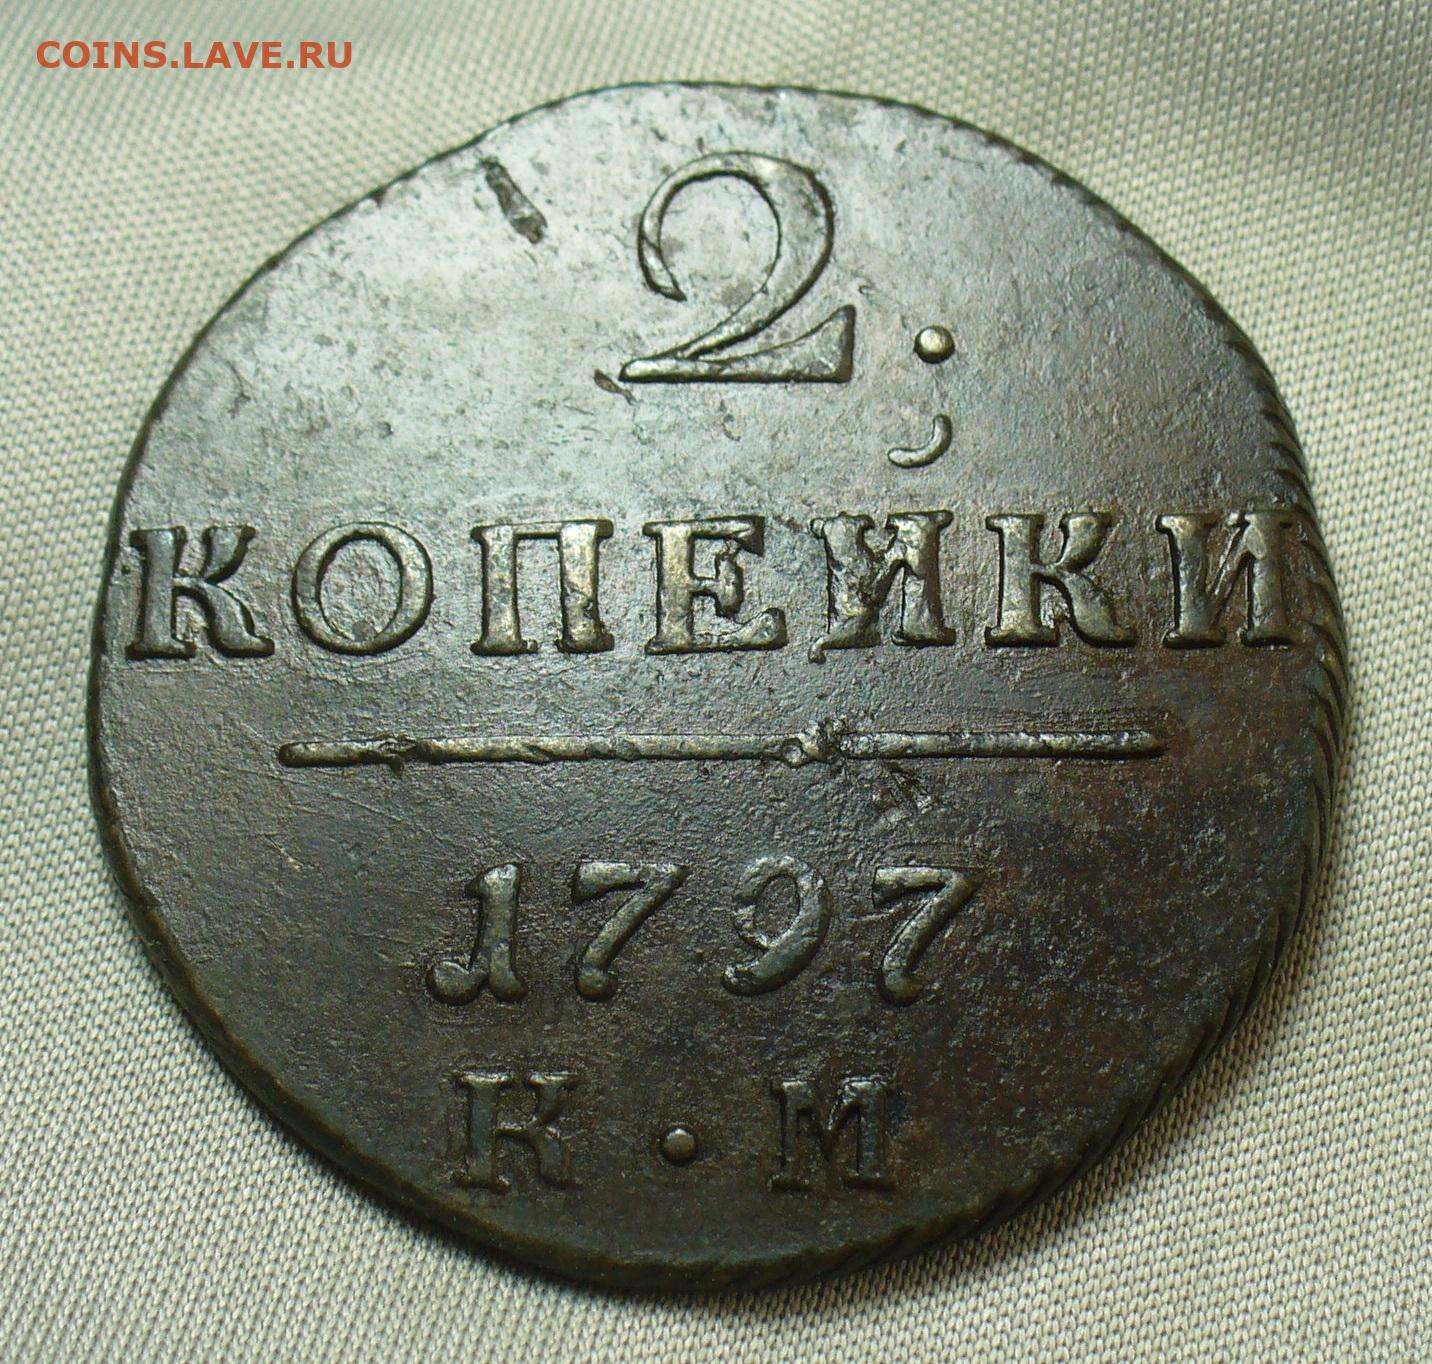 COINS.LAVE.RU
2.
КОПЕЙКИ
1797
К·М